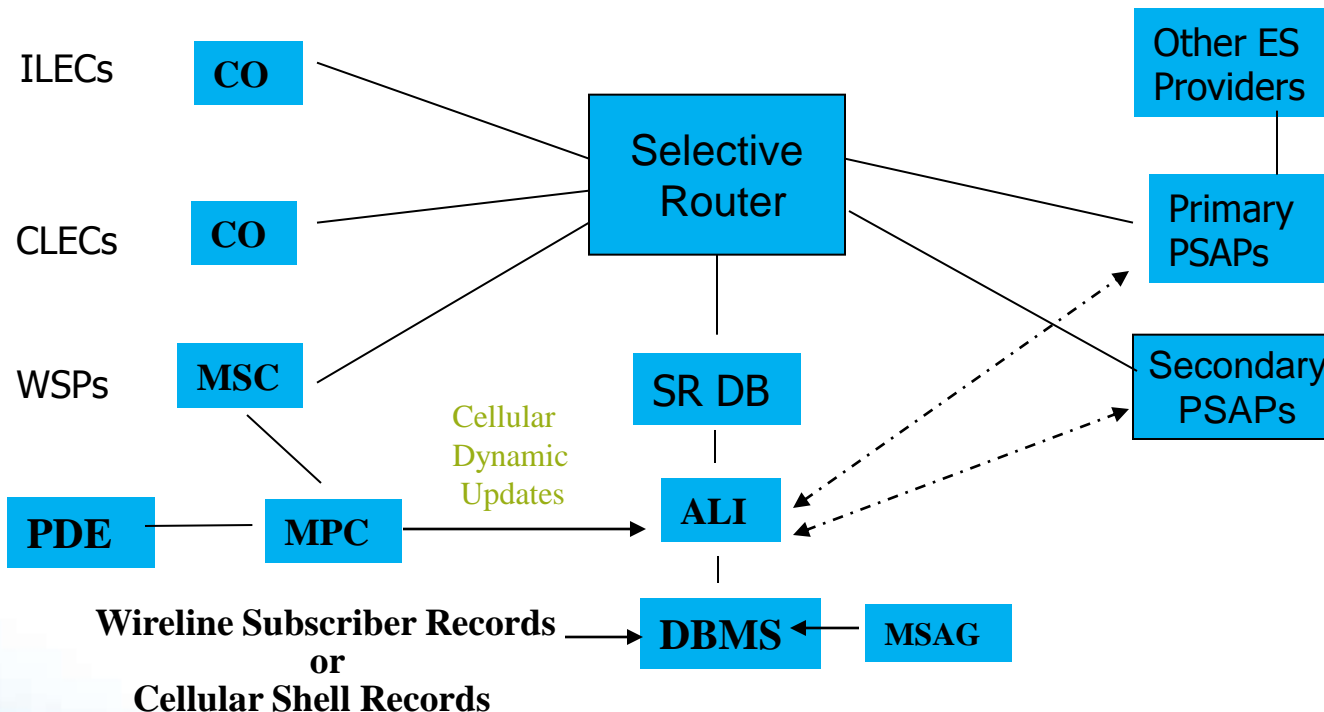 ILECs
CO
Other ES
Providers
Selective
Router
CLECs
CO
Primary
PSAPs
WSPs
MSC
SR DB
Secondary
PSAPs
Cellular
Dynamic
Updates
PDE
MPC
ALI
Wireline Subscriber Records
or
Cellular Shell Records
DBMS
MSAG